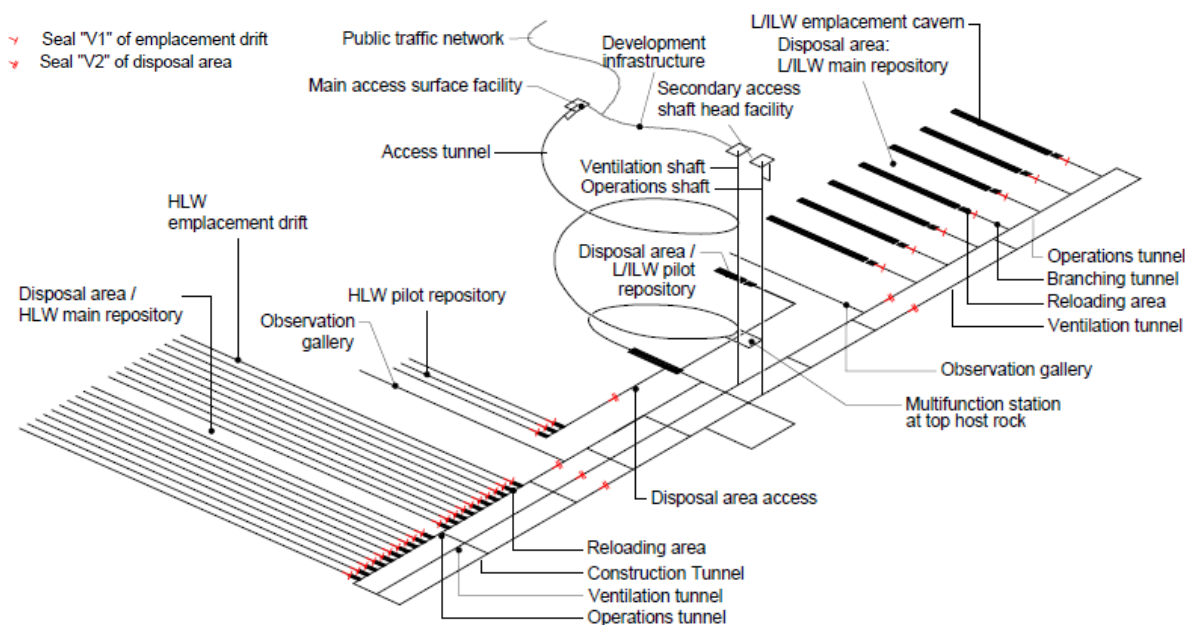 Seal "V1" of emplacement drift
Seal "V2" of disposal area
Public traffic network
Development
infrastructure
L/ILW emplacement cavern
Disposal area:
L/ILW main repository
Main access surface facility
Secondary access
shaft head facility
Access tunnel
Ventilation shaft
Operations shaft
HLW
emplacement drift
Disposal area /
L/ILW pilot
repository
Operations tunnel
Branching tunnel
Reloading area
Ventilation tunnel
Disposal area /
HLW main repository
HLW pilot repository
Observation
gallery
Observation gallery
Multifunction station
at top host rock
Disposal area access
Reloading area
Construction Tunnel
Ventilation tunnel
Operations tunnel